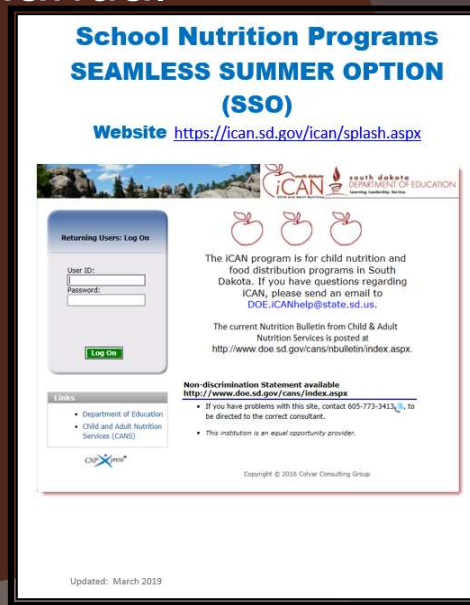 School Nutrition Programs
SEAMLESS SUMMER OPTION
(SSO)
Website https://ican.sd.gov/ican/splash.aspx
iCAN
south dakota
DEPARTMENT OF EDUCATION
Learning. Leadership. Service.
Returning Users: Log On
User ID:
Password:
Log On
The iCAN program is for child nutrition and
food distribution programs in South
Dakota. If you have questions regarding
iCAN, please send an email to
DOE.iCANhelp@state.sd.us.
The current Nutrition Bulletin from Child & Adult
Nutrition Services is posted at
http://www.doe.sd.gov/cans/nbulletin/index.aspx.
Links
• Department of Education
• Child and Adult Nutrition
Services (CANS)
CNPXpress
Non-discrimination Statement available
http://www.doe.sd.gov/cans/index.aspx
• If you have problems with this site, contact 605-773-3413, to
be directed to the correct consultant.
• This institution is an equal opportunity provider.
Copyright © 2016 Colyar Consulting Group
Updated: March 2019